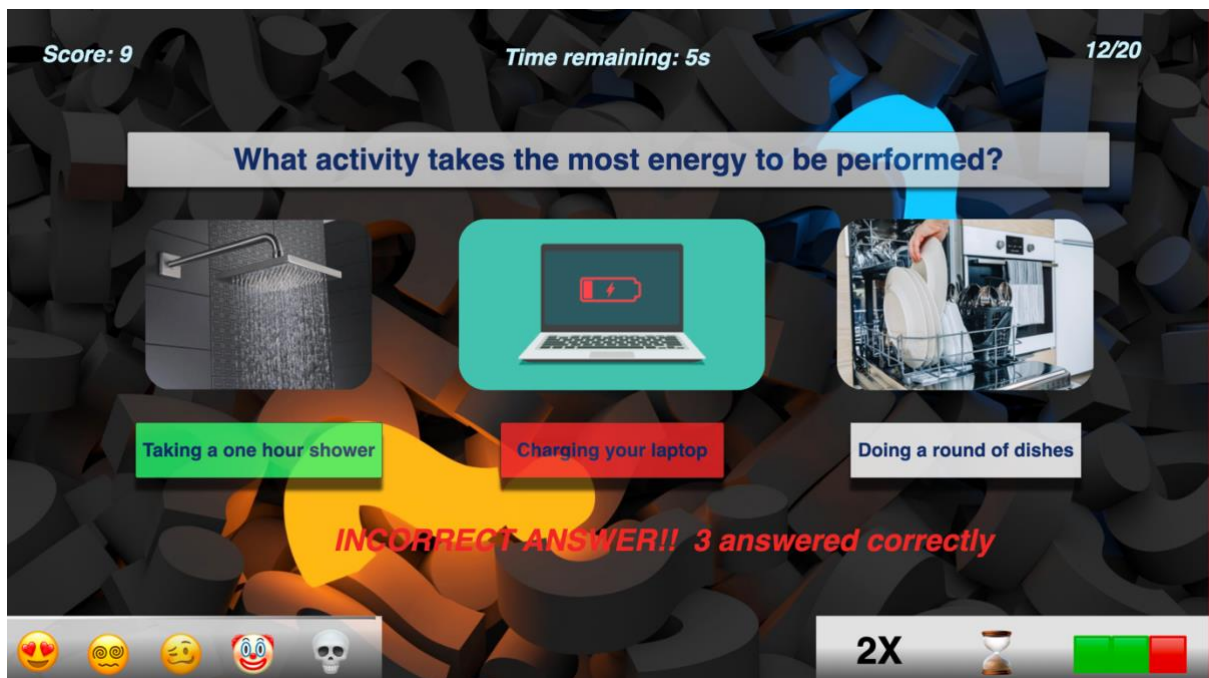 Score: 9
Time remaining: 5s
12/20
What activity takes the most energy to be performed?
Taking a one hour shower
Charging your laptop
Doing a round of dishes
INCORRECT ANSWER!! 3 answered correctly
2X